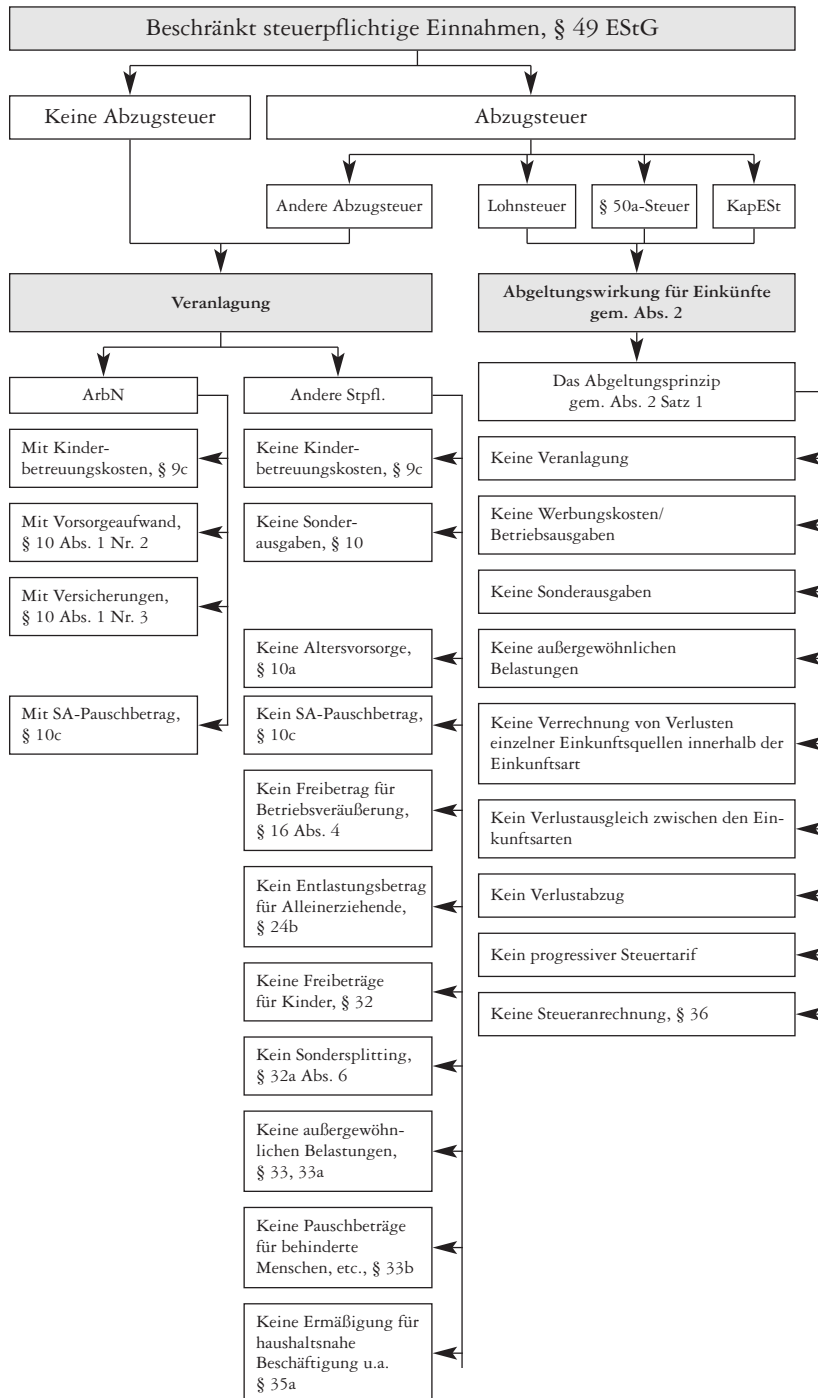 Beschränkt steuerpflichtige Einnahmen, § 49 EStG
Keine Abzugsteuer
Abzugsteuer
Andere Abzugsteuer
Lohnsteuer
§ 50a-Steuer
KapESt
Veranlagung
Abgeltungswirkung für Einkünfte
gem. Abs. 2
ArbN
Andere Stpfl.
Das Abgeltungsprinzip
gem. Abs. 2 Satz 1
Mit Kinder-
betreuungskosten, § 9c
Mit Vorsorgeaufwand,
§ 10 Abs. 1 Nr. 2
Mit Versicherungen,
§ 10 Abs. 1 Nr. 3
Mit SA-Pauschbetrag,
§ 10c
Keine Kinder-
betreuungskosten, § 9c
Keine Sonder-
ausgaben, § 10
Keine Altersvorsorge,
§ 10a
Kein SA-Pauschbetrag,
§ 10c
Kein Freibetrag für
Betriebsveräußerung,
§ 16 Abs. 4
Kein Entlastungsbetrag
für Alleinerziehende,
§ 24b
Keine Freibeträge
für Kinder, § 32
Kein Sondersplitting,
§ 32a Abs. 6
Keine außergewöhn-
lichen Belastungen,
§ 33, 33a
Keine Pauschbeträge
für behinderte
Menschen, etc., § 33b
Keine Ermäßigung für
haushaltsnahe
Beschäftigung u.a.
§ 35a
Keine Veranlagung
Keine Werbungskosten/
Betriebsausgaben
Keine Sonderausgaben
Keine außergewöhnlichen
Belastungen
Keine Verrechnung von Verlusten
einzelner Einkunftsquellen innerhalb der
Einkunftsart
Kein Verlustausgleich zwischen den Ein-
kunftsarten
Kein Verlustabzug
Kein progressiver Steuertarif
Keine Steueranrechnung, § 36